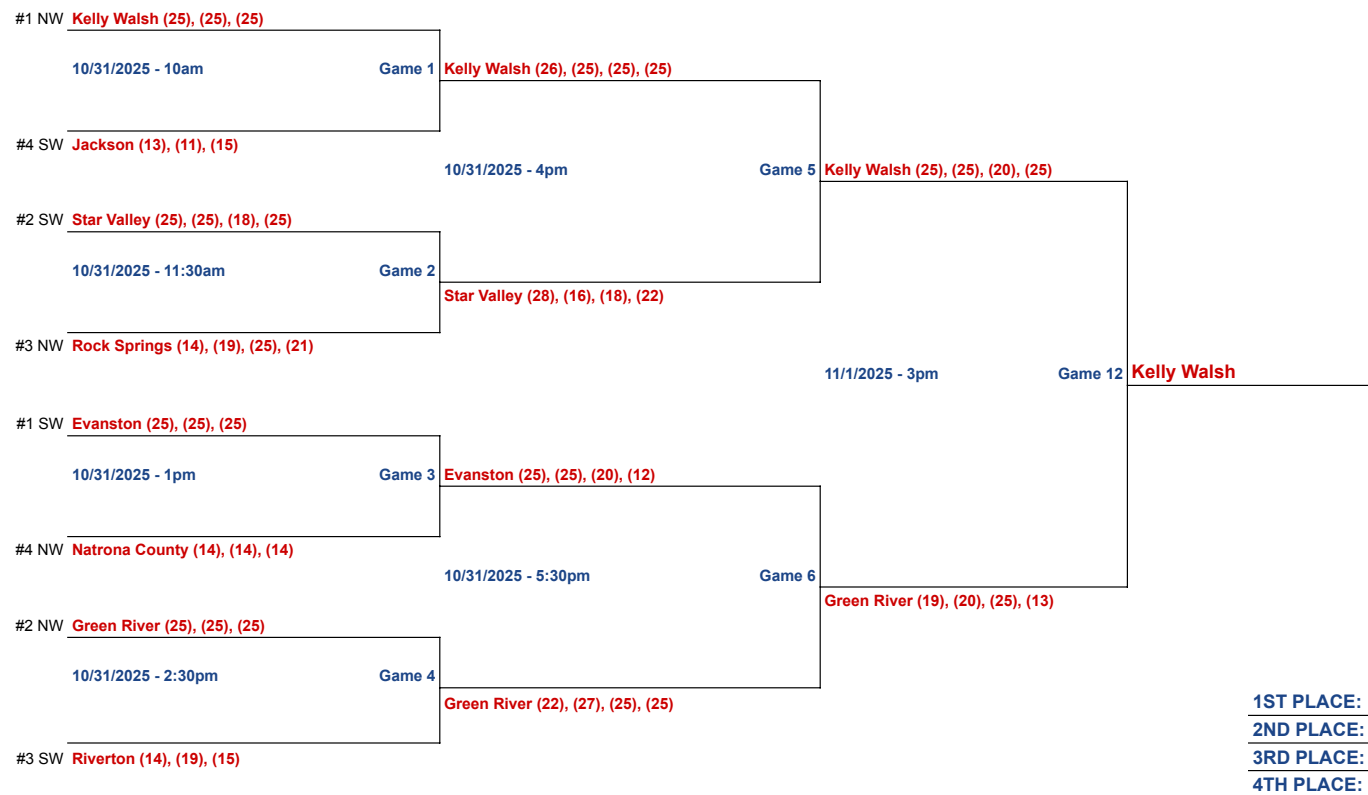 #1 NW Kelly Walsh (25), (25), (25)
10/31/2025 - 10am Game 1 Kelly Walsh (26), (25), (25), (25)
#4 SW Jackson (13), (11), (15)
10/31/2025 - 4pm Game 5 Kelly Walsh (25), (25), (20), (25)
#2 SW Star Valley (25), (25), (18), (25)
10/31/2025 - 11:30am Game 2
Star Valley (28), (16), (18), (22)
#3 NW Rock Springs (14), (19), (25), (21)
11/1/2025 - 3pm Game 12 Kelly Walsh
#1 SW Evanston (25), (25), (25)
10/31/2025 - 1pm Game 3 Evanston (25), (25), (20), (12)
#4 NW Natrona County (14), (14), (14)
10/31/2025 - 5:30pm Game 6
Green River (19), (20), (25), (13)
#2 NW Green River (25), (25), (25)
10/31/2025 - 2:30pm Game 4
Green River (22), (27), (25), (25)
#3 SW Riverton (14), (19), (15)
1ST PLACE:
2ND PLACE:
3RD PLACE:
4TH PLACE: